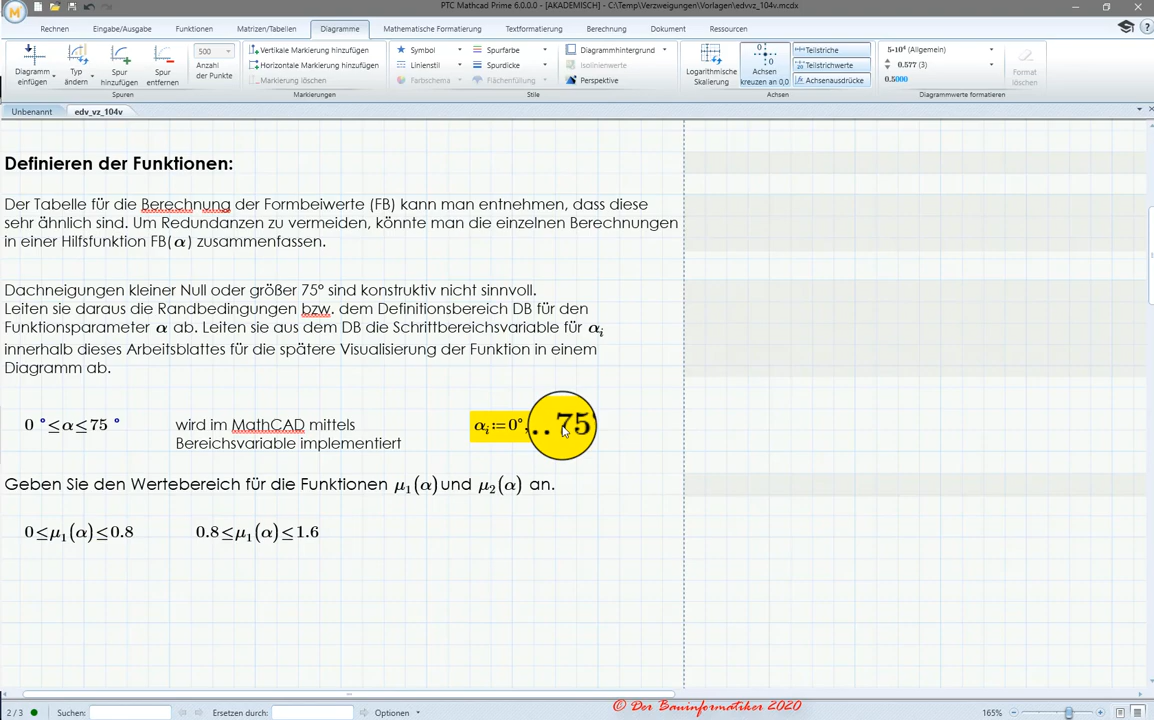 PTC Mathcad Prime 6.0.0.0 - [AKADEMISCH] - C:\Temp\Verzweigungen\Vorlagen\edvvz_104v.mcdx
Rechnen Eingabe/Ausgabe Funktionen Matrizen/Tabellen Diagramme Mathematische Formatierung Textformatierung Berechnung Dokument Ressourcen
Diagramm einfügen
Typ ändern
Spur hinzufügen
Spur entfernen
500
Anzahl der Punkte
Spuren
Vertikale Markierung hinzufügen
Horizontale Markierung hinzufügen
Markierung löschen
Markierungen
Symbol
Linienstil
Farbschema
Spurfarbe
Spurdicke
Flächenfüllung
Diagrammhintergrund
Isolinienwerte
Perspektive
Stile
Logarithmische Skalierung
Achsen kreuzen an 0,0
Teilstriche
Teilstrichwerte
Achsenausdrücke
Achsen
5·10⁴ (Allgemein)
0.577 (3)
0.5000
Format löschen
Diagrammwerte formatieren
Unbenannt edv_vz_104v
Definieren der Funktionen:
Der Tabelle für die Berechnung der Formbeiwerte (FB) kann man entnehmen, dass diese
sehr ähnlich sind. Um Redundanzen zu vermeiden, könnte man die einzelnen Berechnungen
in einer Hilfsfunktion FB(α) zusammenfassen.
Dachneigungen kleiner Null oder größer 75° sind konstruktiv nicht sinnvoll.
Leiten sie daraus die Randbedingungen bzw. dem Definitionsbereich DB für den
Funktionsparameter α ab. Leiten sie aus dem DB die Schrittbereichsvariable für αᵢ
innerhalb dieses Arbeitsblattes für die spätere Visualisierung der Funktion in einem
Diagramm ab.
0 °≤α≤75 °
wird im MathCAD mittels
Bereichsvariable implementiert
αᵢ:=0°, ..75°
Geben Sie den Wertebereich für die Funktionen μ₁(α) und μ₂(α) an.
0≤μ₁(α)≤0.8 0.8≤μ₁(α)≤1.6
© Der Bauinformatiker 2020
2 / 3 Suchen: Ersetzen durch: Optionen 165%